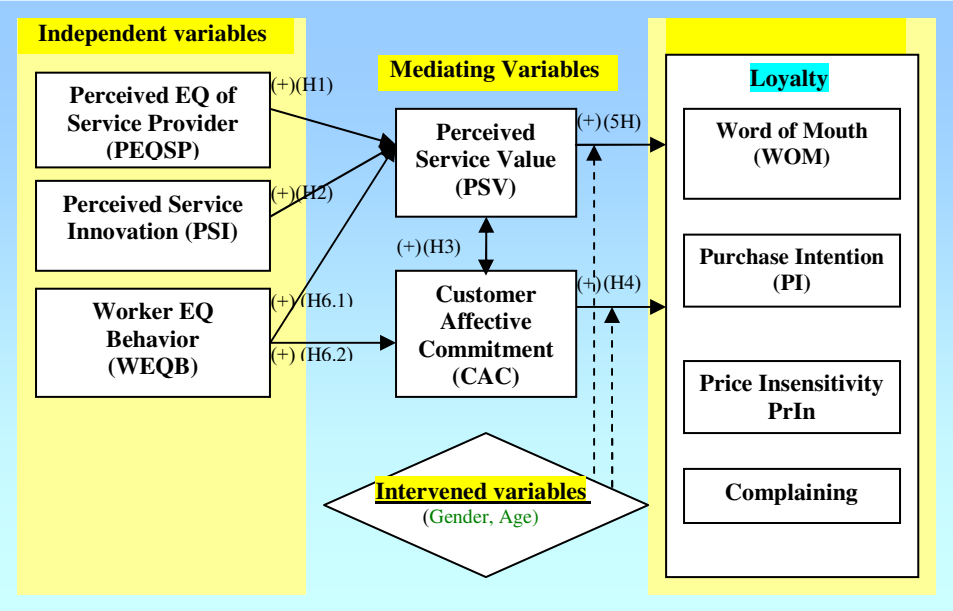 Independent variables
Perceived EQ of
Service Provider
(PEQSP)
(+)(H1)
Perceived Service
Innovation (PSI)
(+)(H2)
Worker EQ
Behavior
(WEQB)
(+) (H6.1)
(+) (H6.2)
Mediating Variables
Perceived
Service Value
(PSV)
(+)(5H)
(+)(H3)
Customer
Affective
Commitment
(CAC)
(+)(H4)
Intervened variables
(Gender, Age)
Loyalty
Word of Mouth
(WOM)
Purchase Intention
(PI)
Price Insensitivity
PrIn
Complaining